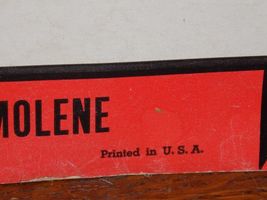 MOLENE
Printed in U. S. A.